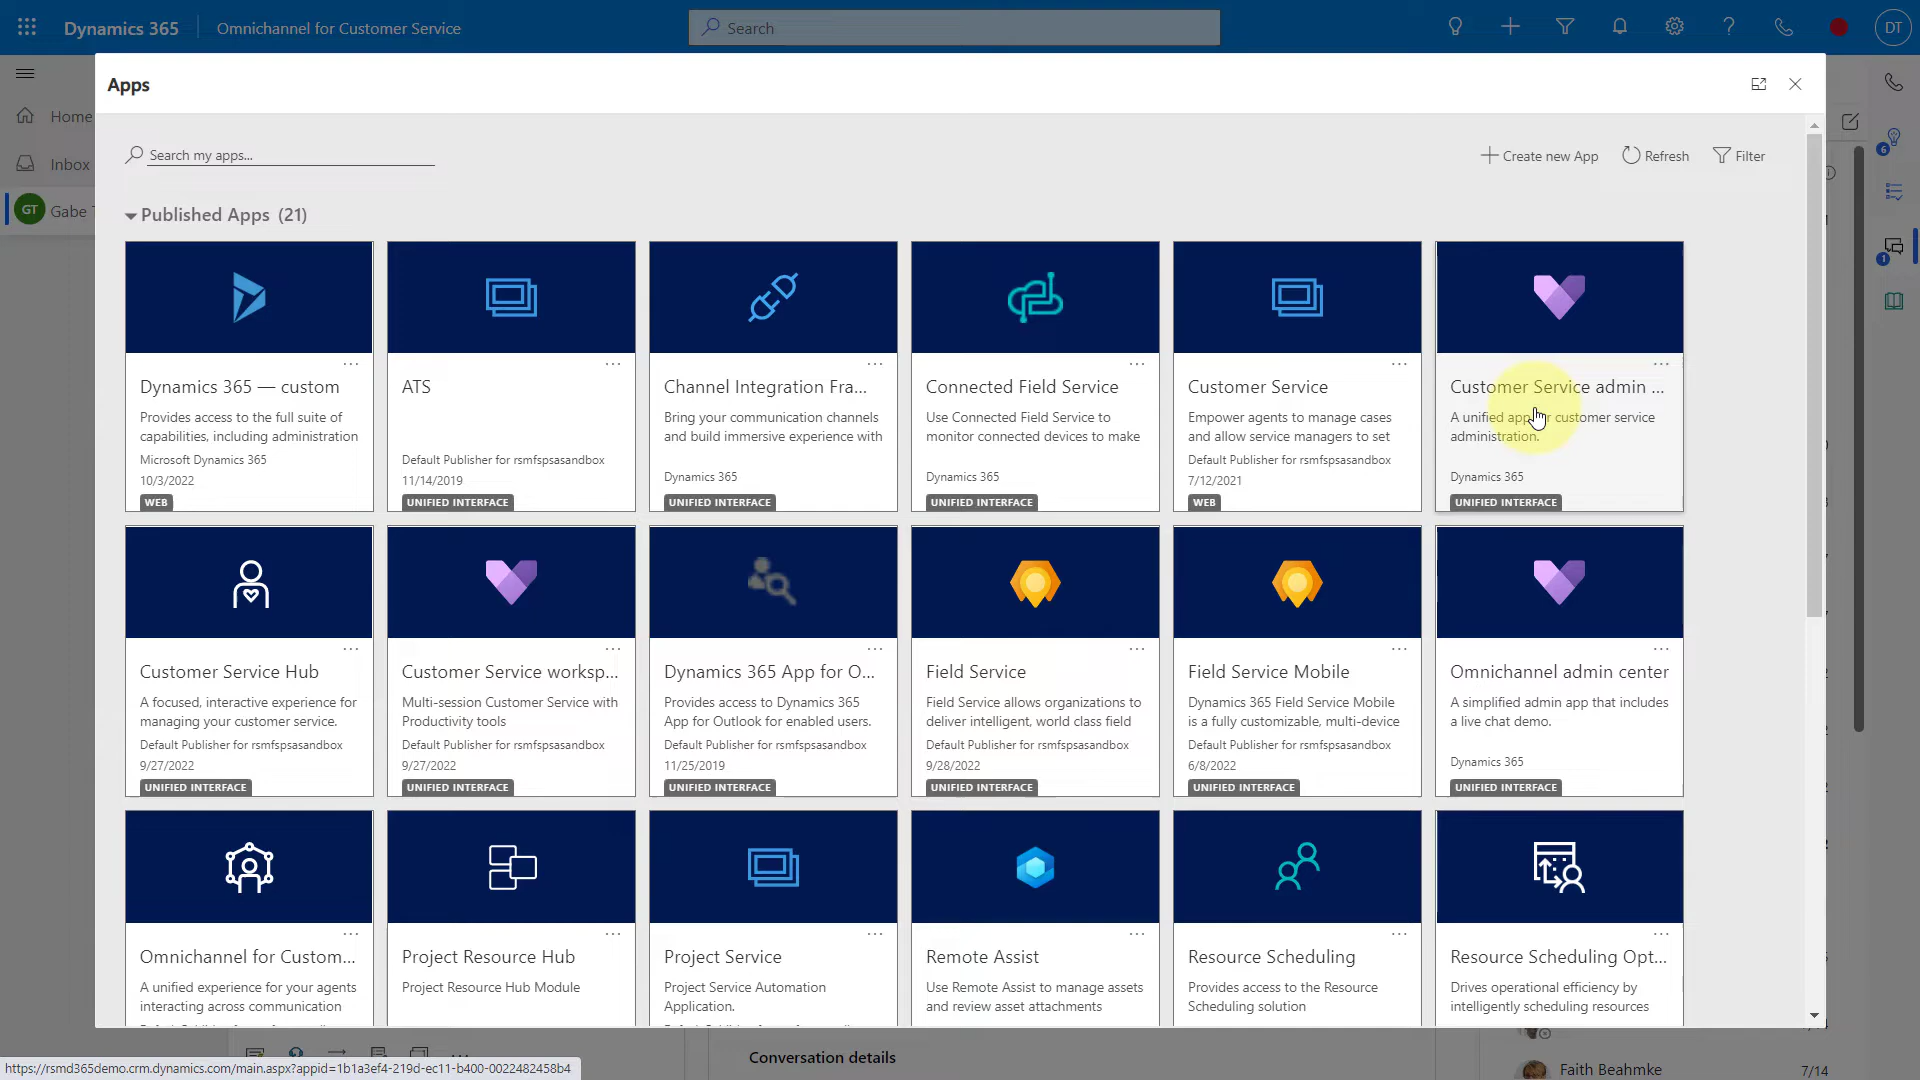 Dynamics 365
Omnichannel for Customer Service
Search
DT
Home
Inbox
GT
Gabe
Apps
Search my apps...
Create new App
Refresh
Filter
Published Apps (21)
Dynamics 365 — custom
Provides access to the full suite of
capabilities, including administration
Microsoft Dynamics 365
10/3/2022
WEB
ATS
Default Publisher for rsmfspsasandbox
11/14/2019
UNIFIED INTERFACE
Channel Integration Fra...
Bring your communication channels
and build immersive experience with
Dynamics 365
UNIFIED INTERFACE
Connected Field Service
Use Connected Field Service to
monitor connected devices to make
Dynamics 365
UNIFIED INTERFACE
Customer Service
Empower agents to manage cases
and allow service managers to set
Default Publisher for rsmfspsasandbox
7/12/2021
WEB
Customer Service admin ...
A unified app for customer service
administration.
Dynamics 365
UNIFIED INTERFACE
Customer Service Hub
A focused, interactive experience for
managing your customer service.
Default Publisher for rsmfspsasandbox
9/27/2022
UNIFIED INTERFACE
Customer Service worksp...
Multi-session Customer Service with
Productivity tools
Default Publisher for rsmfspsasandbox
9/27/2022
UNIFIED INTERFACE
Dynamics 365 App for O...
Provides access to Dynamics 365
App for Outlook for enabled users.
Default Publisher for rsmfspsasandbox
11/25/2019
UNIFIED INTERFACE
Field Service
Field Service allows organizations to
deliver intelligent, world class field
Default Publisher for rsmfspsasandbox
9/28/2022
UNIFIED INTERFACE
Field Service Mobile
Dynamics 365 Field Service Mobile
is a fully customizable, multi-device
Default Publisher for rsmfspsasandbox
6/8/2022
UNIFIED INTERFACE
Omnichannel admin center
A simplified admin app that includes
a live chat demo.
Dynamics 365
UNIFIED INTERFACE
Omnichannel for Custom...
A unified experience for your agents
interacting across communication
Project Resource Hub
Project Resource Hub Module
Project Service
Project Service Automation
Application.
Remote Assist
Use Remote Assist to manage assets
and review asset attachments
Resource Scheduling
Provides access to the Resource
Scheduling solution
Resource Scheduling Opt...
Drives operational efficiency by
intelligently scheduling resources
6
1
Conversation details
Faith Beahmke
7/14
https://rsmd365demo.crm.dynamics.com/main.aspx?appid=1b1a3ef4-219d-ec11-b400-0022482458b4